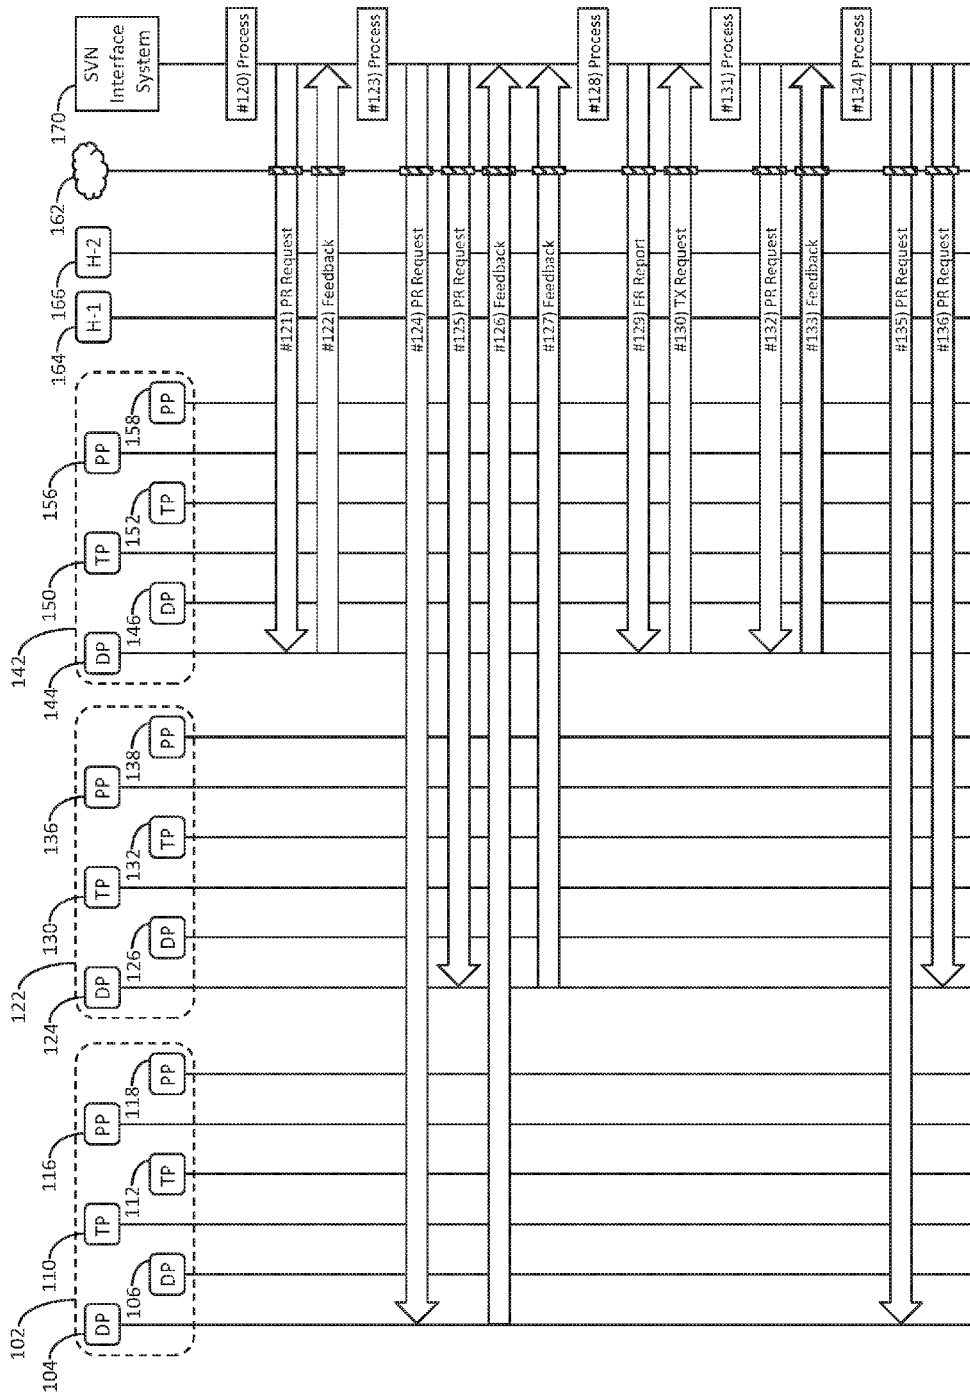 102
104
DP
106
DP
110
TP
112
TP
116
PP
118
PP
122
124
DP
126
DP
130
TP
132
TP
136
PP
138
PP
142
144
DP
146
DP
150
TP
152
TP
156
PP
158
PP
164
H-1
166
H-2
162
170
SVN
Interface
System
#120) Process
#121) PR Request
#122) Feedback
#123) Process
#124) PR Request
#125) PR Request
#126) Feedback
#127) Feedback
#128) Process
#129) FR Report
#130) TX Request
#131) Process
#132) PR Request
#133) Feedback
#134) Process
#135) PR Request
#136) PR Request